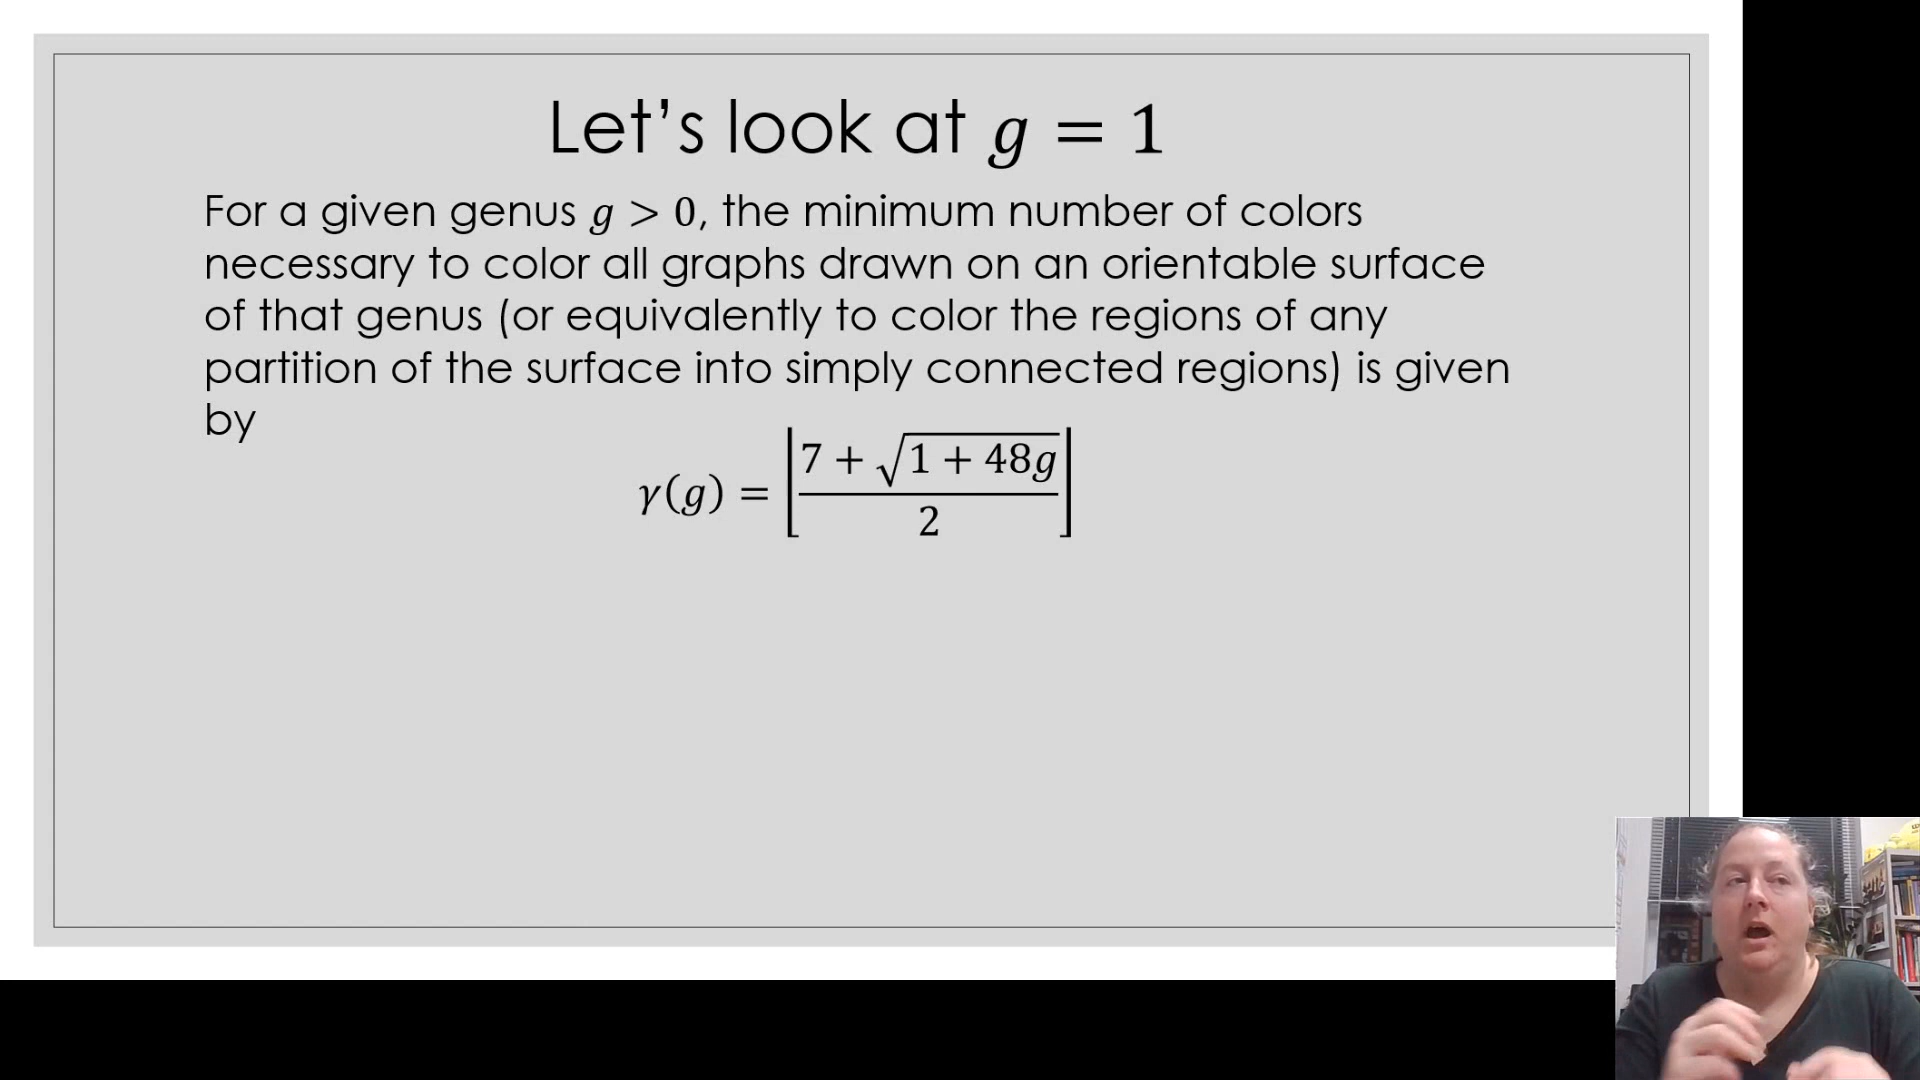 Let’s look at g = 1
For a given genus g > 0, the minimum number of colors
necessary to color all graphs drawn on an orientable surface
of that genus (or equivalently to color the regions of any
partition of the surface into simply connected regions) is given
by
γ(g) = ⌊(7 + √(1 + 48g))/2⌋